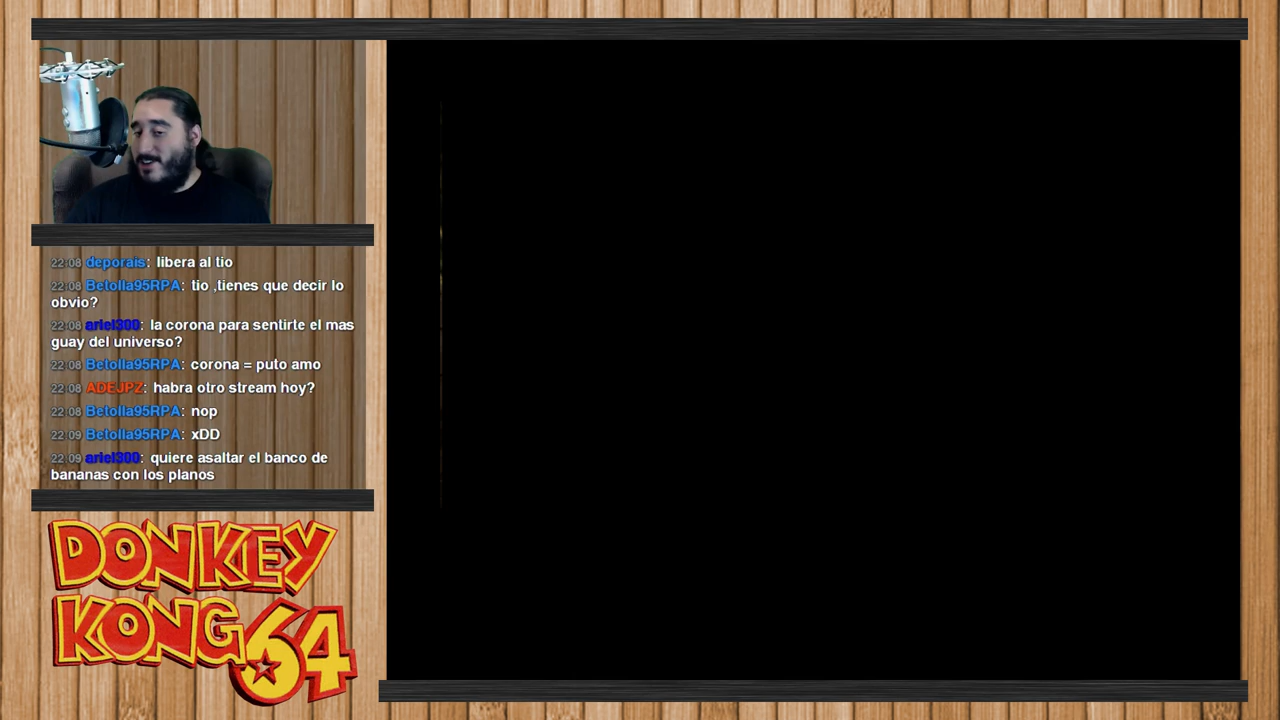 22:08 deporais: libera al tio
22:08 Betolla95RPA: tio ,tienes que decir lo
obvio?
22:08 ariel300: la corona para sentirte el mas
guay del universo?
22:08 Betolla95RPA: corona = puto amo
22:08 ADEJPZ: habra otro stream hoy?
22:08 Betolla95RPA: nop
22:09 Betolla95RPA: xDD
22:09 ariel300: quiere asaltar el banco de
bananas con los planos
DONKEY
KONG 64